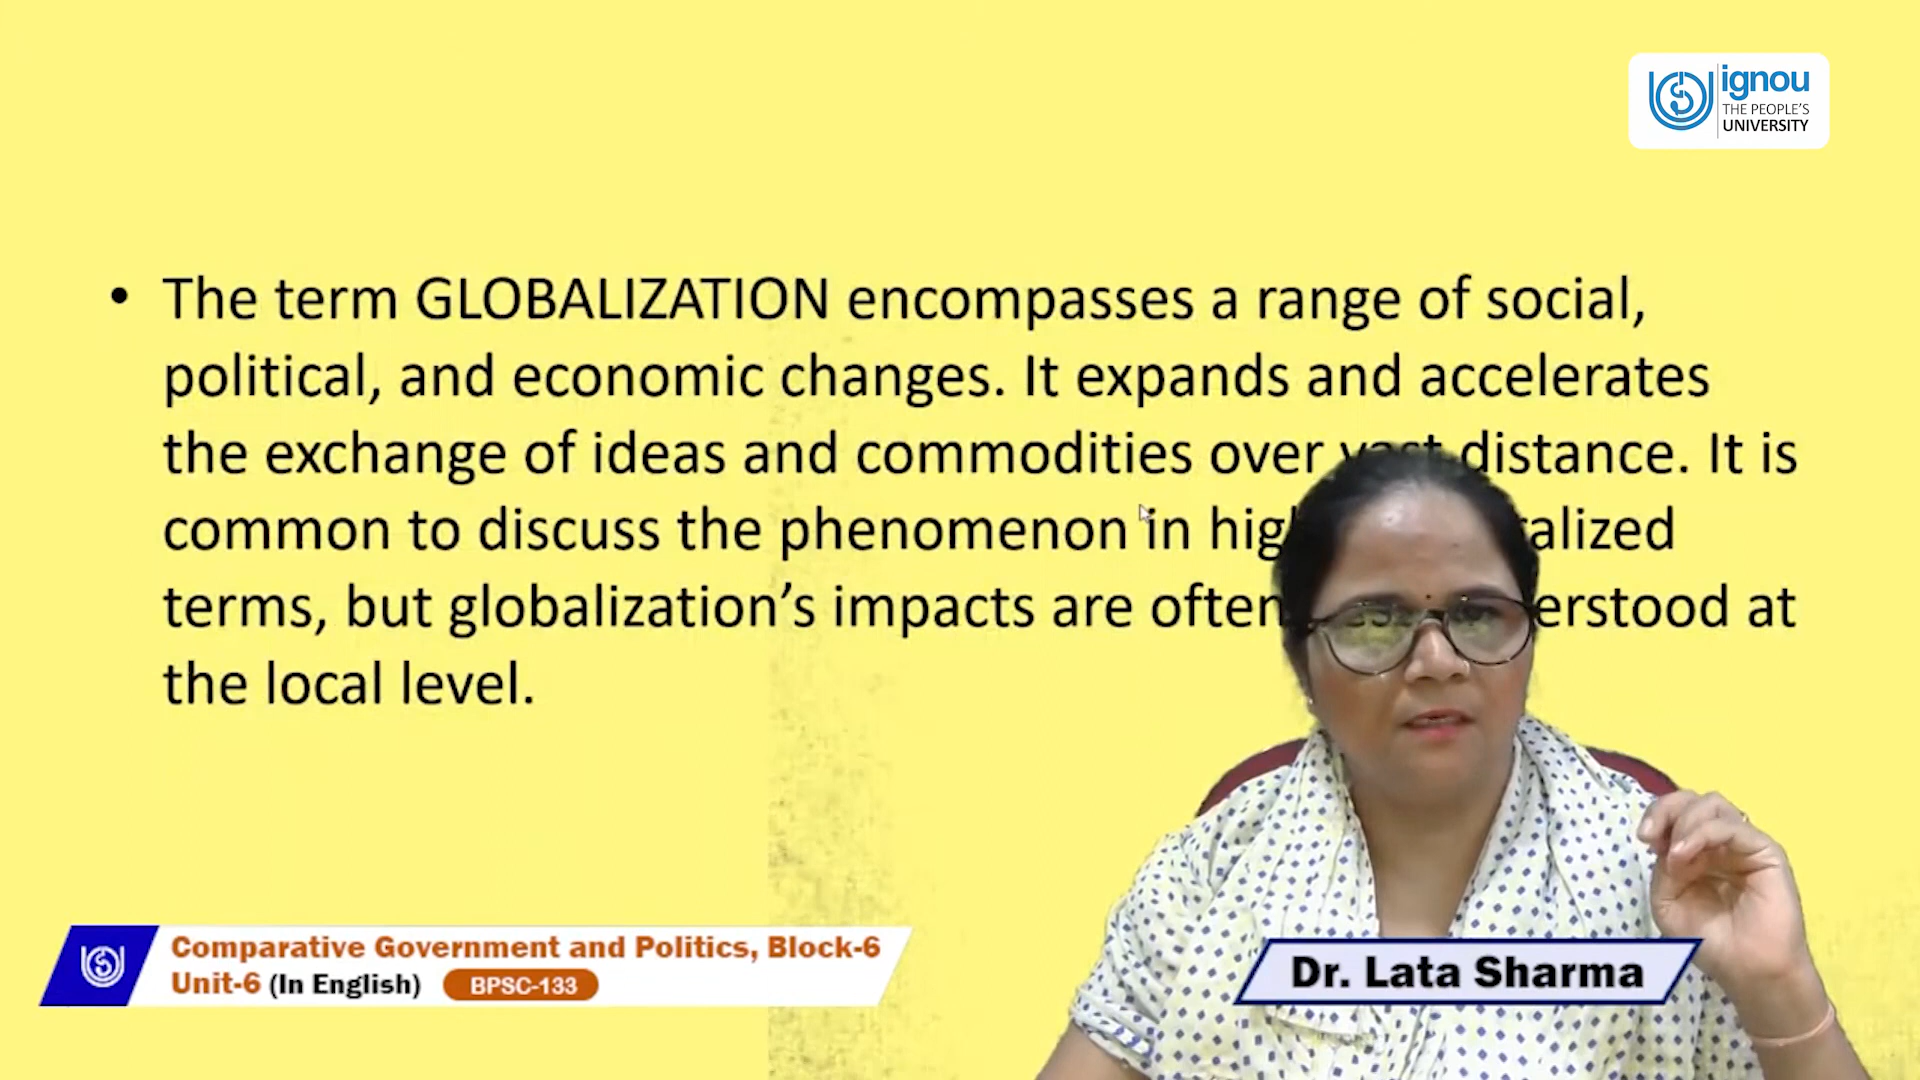 ignou
THE PEOPLE'S
UNIVERSITY
• The term GLOBALIZATION encompasses a range of social,
political, and economic changes. It expands and accelerates
the exchange of ideas and commodities over vast distance. It is
common to discuss the phenomenon in
terms, but globalization's impacts are often at
the local level.
Comparative Government and Politics, Block-6
Unit-6 (In English) BPSC-133
Dr. Lata Sharma